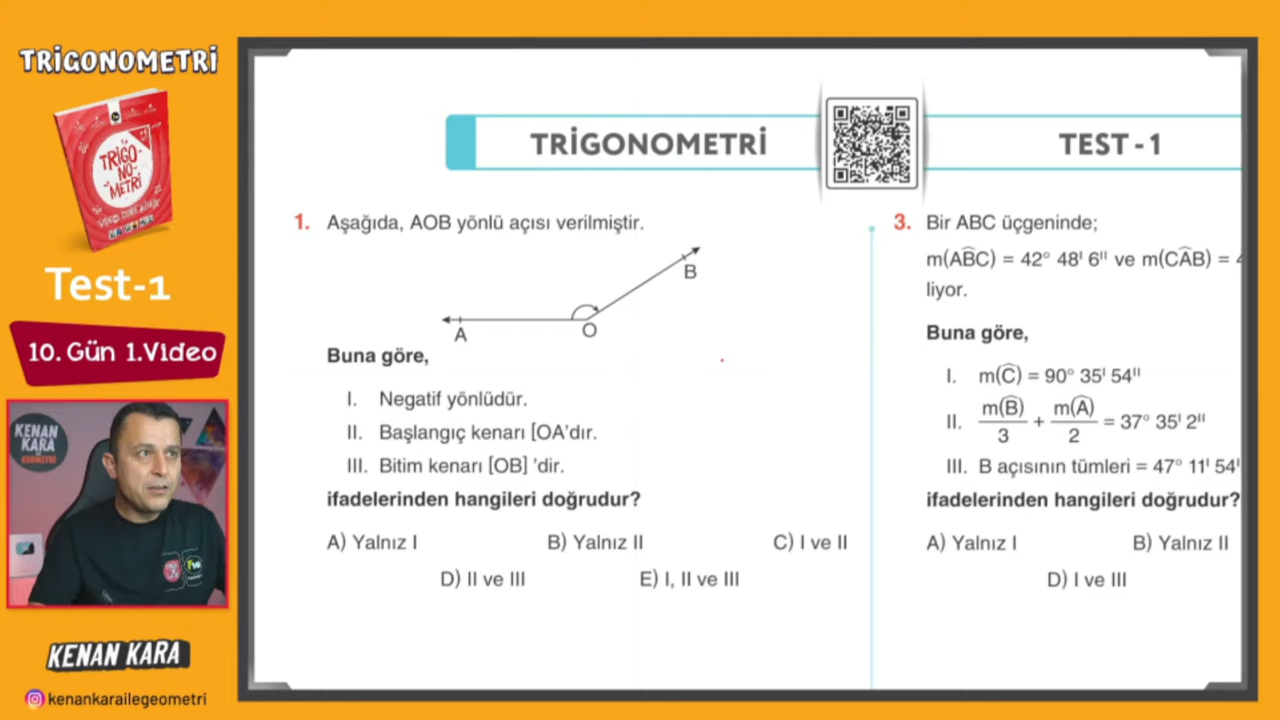 TRİGONOMETRİ
TRİGO-
NO-
METRİ
Test-1
10. Gün 1.Video
KENAN
KARA
GEOMETRİ
KENAN KARA
kenankarailegeometri
TRİGONOMETRİ
TEST - 1
1. Aşağıda, AOB yönlü açısı verilmiştir.
B
A
O
Buna göre,
I. Negatif yönlüdür.
II. Başlangıç kenarı [OA'dır.
III. Bitim kenarı [OB] 'dir.
ifadelerinden hangileri doğrudur?
A) Yalnız I B) Yalnız II C) I ve II
D) II ve III E) I, II ve III
3. Bir ABC üçgeninde;
m(ABC) = 42° 48' 6'' ve m(CAB) =
liyor.
Buna göre,
I. m(C) = 90° 35' 54''
II. m(B)/3 + m(A)/2 = 37° 35' 2''
III. B açısının tümleri = 47° 11' 54'
ifadelerinden hangileri doğrudur?
A) Yalnız I B) Yalnız II
D) I ve III